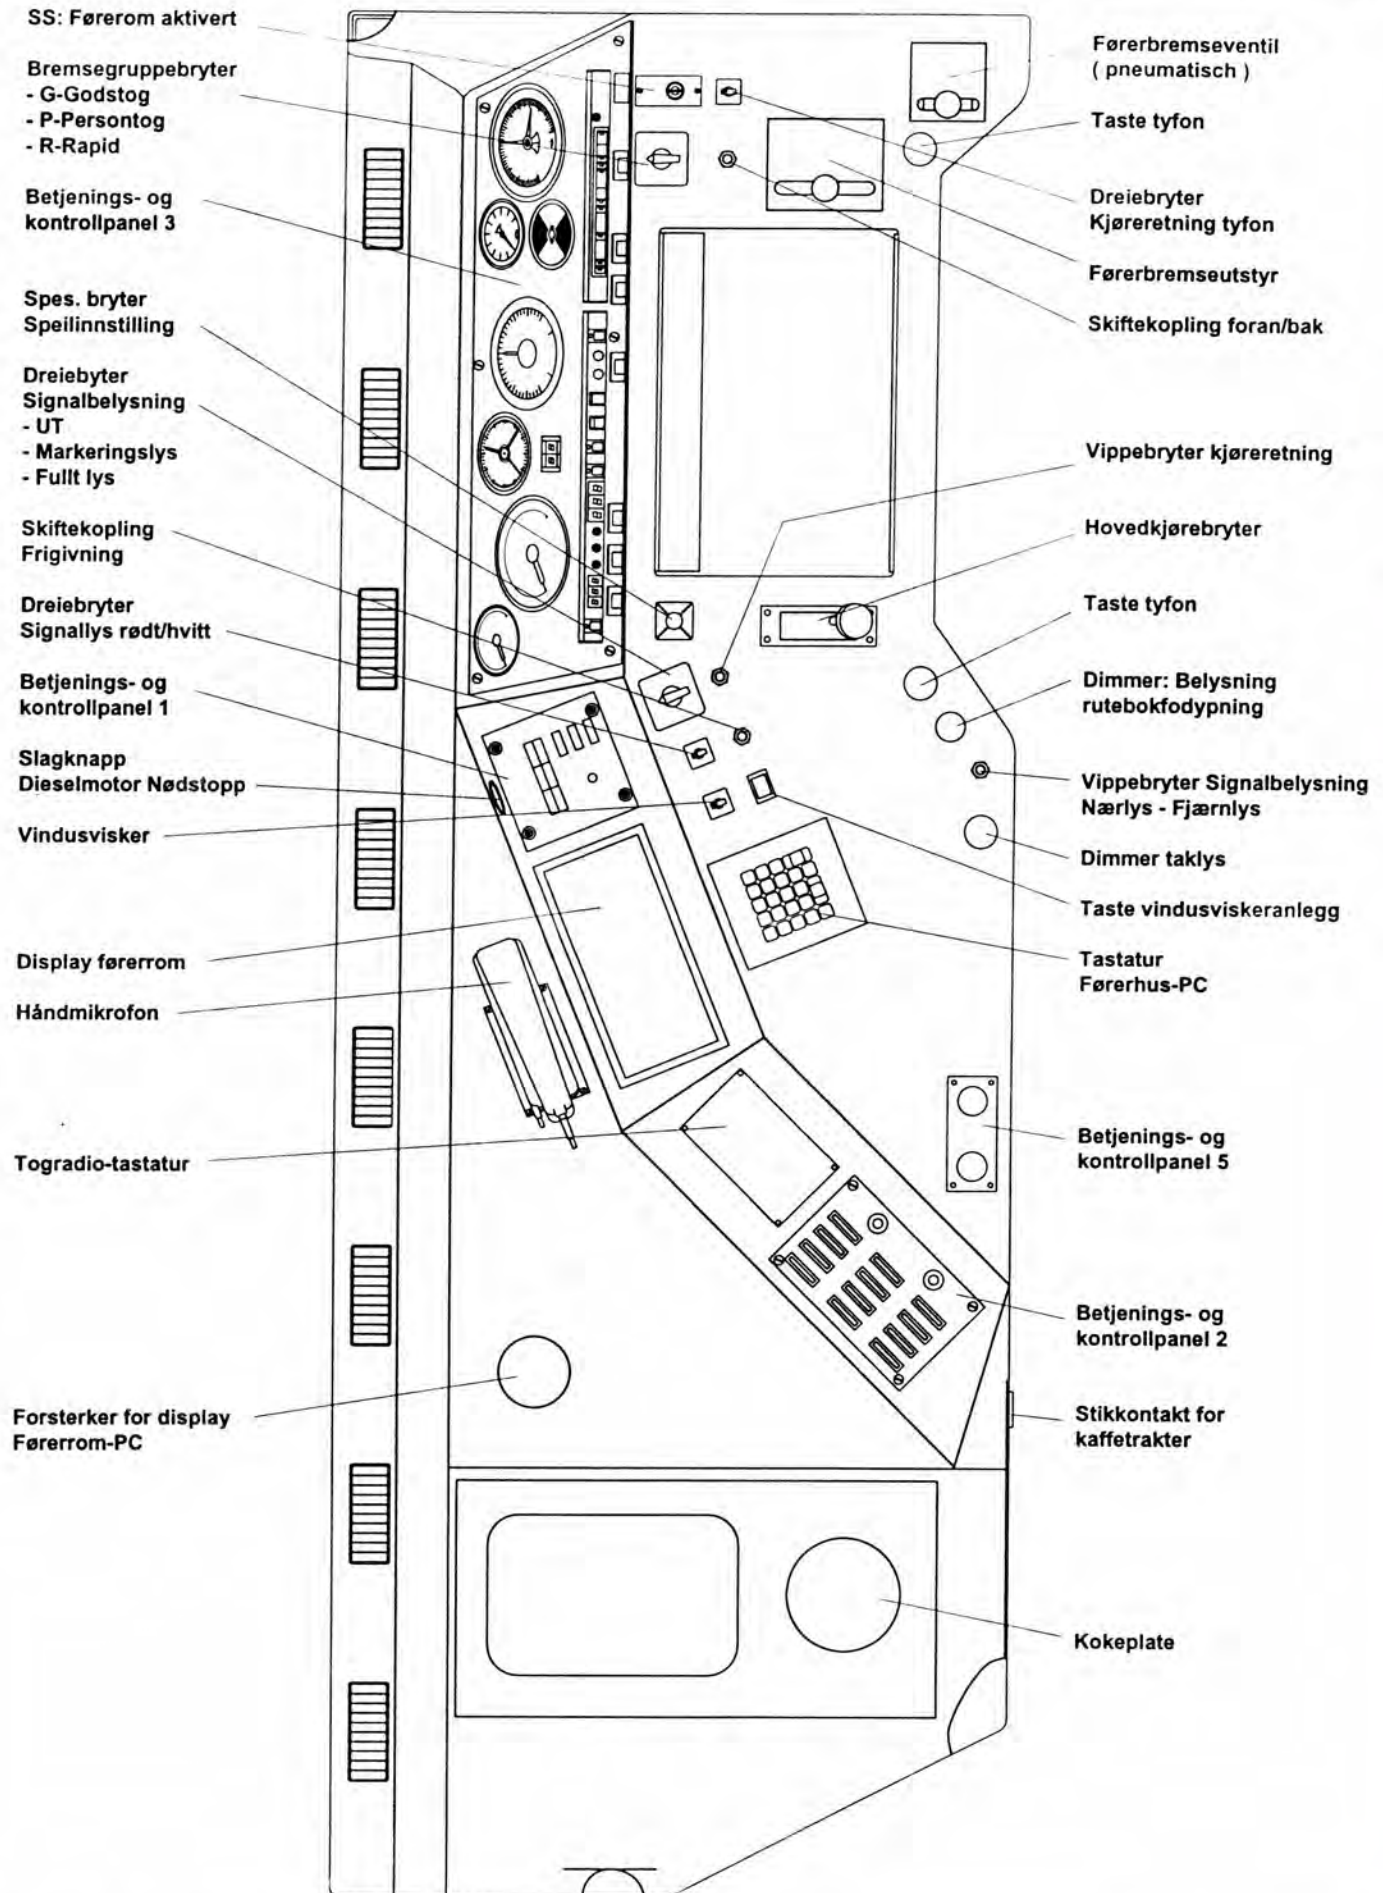 SS: Førerom aktivert
Bremsegruppebryter
- G-Godstog
- P-Persontog
- R-Rapid
Betjenings- og
kontrollpanel 3
Spes. bryter
Speilinnstilling
Dreiebyter
Signalbelysning
- UT
- Markeringslys
- Fullt lys
Skiftekopling
Frigivning
Dreiebryter
Signallys rødt/hvitt
Betjenings- og
kontrollpanel 1
Slagknapp
Dieselmotor Nødstopp
Vindusvisker
Display førerrom
Håndmikrofon
Togradio-tastatur
Forsterker for display
Førerrom-PC
Førerbremseventil
( pneumatisch )
Taste tyfon
Dreiebryter
Kjøreretning tyfon
Førerbremseutstyr
Skiftekopling foran/bak
Vippebryter kjøreretning
Hovedkjørebryter
Taste tyfon
Dimmer: Belysning
rutebokfodypning
Vippebryter Signalbelysning
Nærlys - Fjærnlys
Dimmer taklys
Taste vindusviskeranlegg
Tastatur
Førerhus-PC
Betjenings- og
kontrollpanel 5
Betjenings- og
kontrollpanel 2
Stikkontakt for
kaffetrakter
Kokeplate